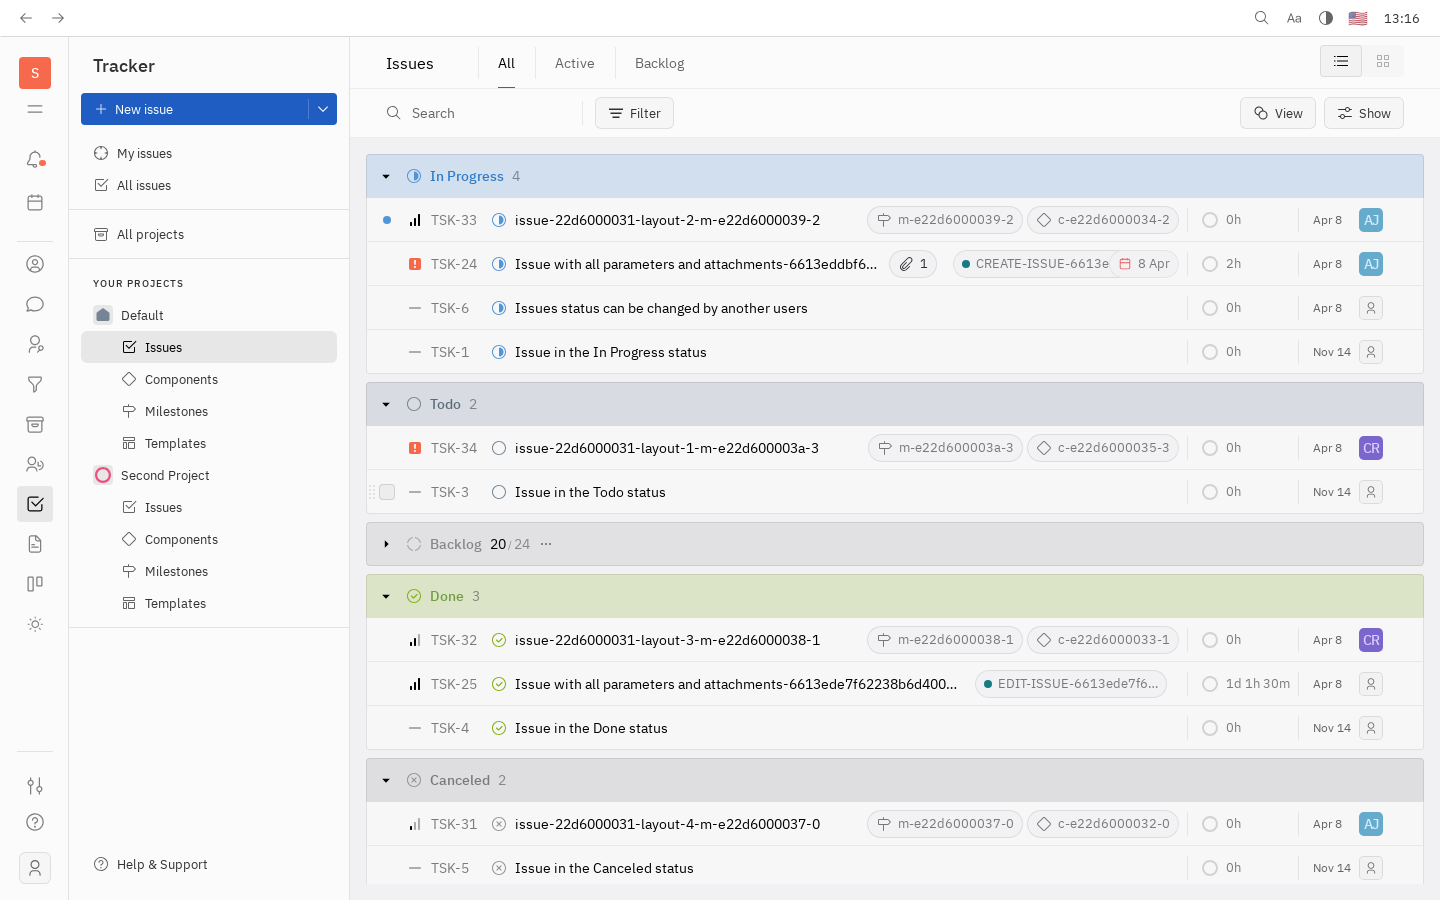 Aa 13:16
S
Tracker
New issue
My issues
All issues
All projects
YOUR PROJECTS
Default
Issues
Components
Milestones
Templates
Second Project
Issues
Components
Milestones
Templates
Help & Support
Issues All Active Backlog
Search Filter View Show
In Progress 4
TSK-33 issue-22d6000031-layout-2-m-e22d6000039-2 m-e22d6000039-2 c-e22d6000034-2 0h Apr 8 AJ
TSK-24 Issue with all parameters and attachments-6613eddbf6... 1 CREATE-ISSUE-6613e 8 Apr 2h Apr 8 AJ
TSK-6 Issues status can be changed by another users 0h Apr 8
TSK-1 Issue in the In Progress status 0h Nov 14
Todo 2
TSK-34 issue-22d6000031-layout-1-m-e22d600003a-3 m-e22d600003a-3 c-e22d6000035-3 0h Apr 8 CR
TSK-3 Issue in the Todo status 0h Nov 14
Backlog 20/24 ...
Done 3
TSK-32 issue-22d6000031-layout-3-m-e22d6000038-1 m-e22d6000038-1 c-e22d6000033-1 0h Apr 8 CR
TSK-25 Issue with all parameters and attachments-6613ede7f62238b6d400... EDIT-ISSUE-6613ede7f6... 1d 1h 30m Apr 8
TSK-4 Issue in the Done status 0h Nov 14
Canceled 2
TSK-31 issue-22d6000031-layout-4-m-e22d6000037-0 m-e22d6000037-0 c-e22d6000032-0 0h Apr 8 AJ
TSK-5 Issue in the Canceled status 0h Nov 14